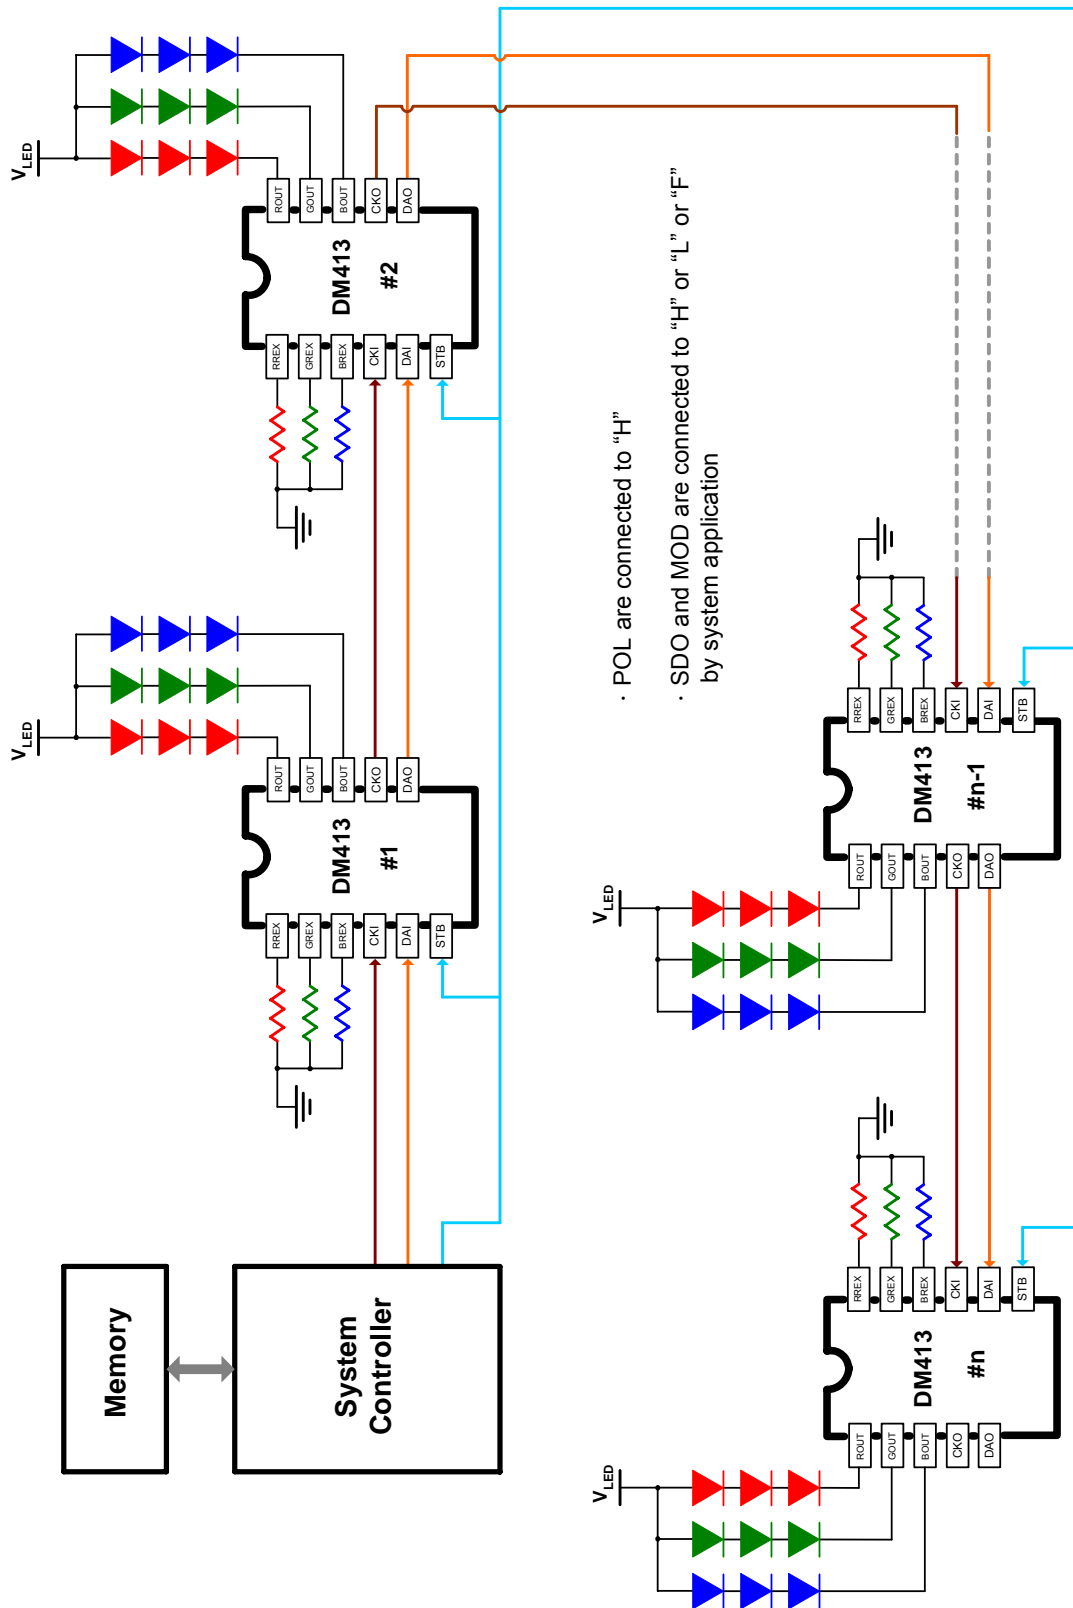 Memory
System
Controller
VLED
RREX
GREX
BREX
CKI
DAI
STB
DM413
#1
ROUT
GOUT
BOUT
CKO
DAO
VLED
RREX
GREX
BREX
CKI
DAI
STB
DM413
#2
ROUT
GOUT
BOUT
CKO
DAO
· POL are connected to “H”
· SDO and MOD are connected to “H” or “L” or “F”
by system application
VLED
ROUT
GOUT
BOUT
CKO
DAO
DM413
#n
RREX
GREX
BREX
CKI
DAI
STB
VLED
ROUT
GOUT
BOUT
CKO
DAO
DM413
#n-1
RREX
GREX
BREX
CKI
DAI
STB